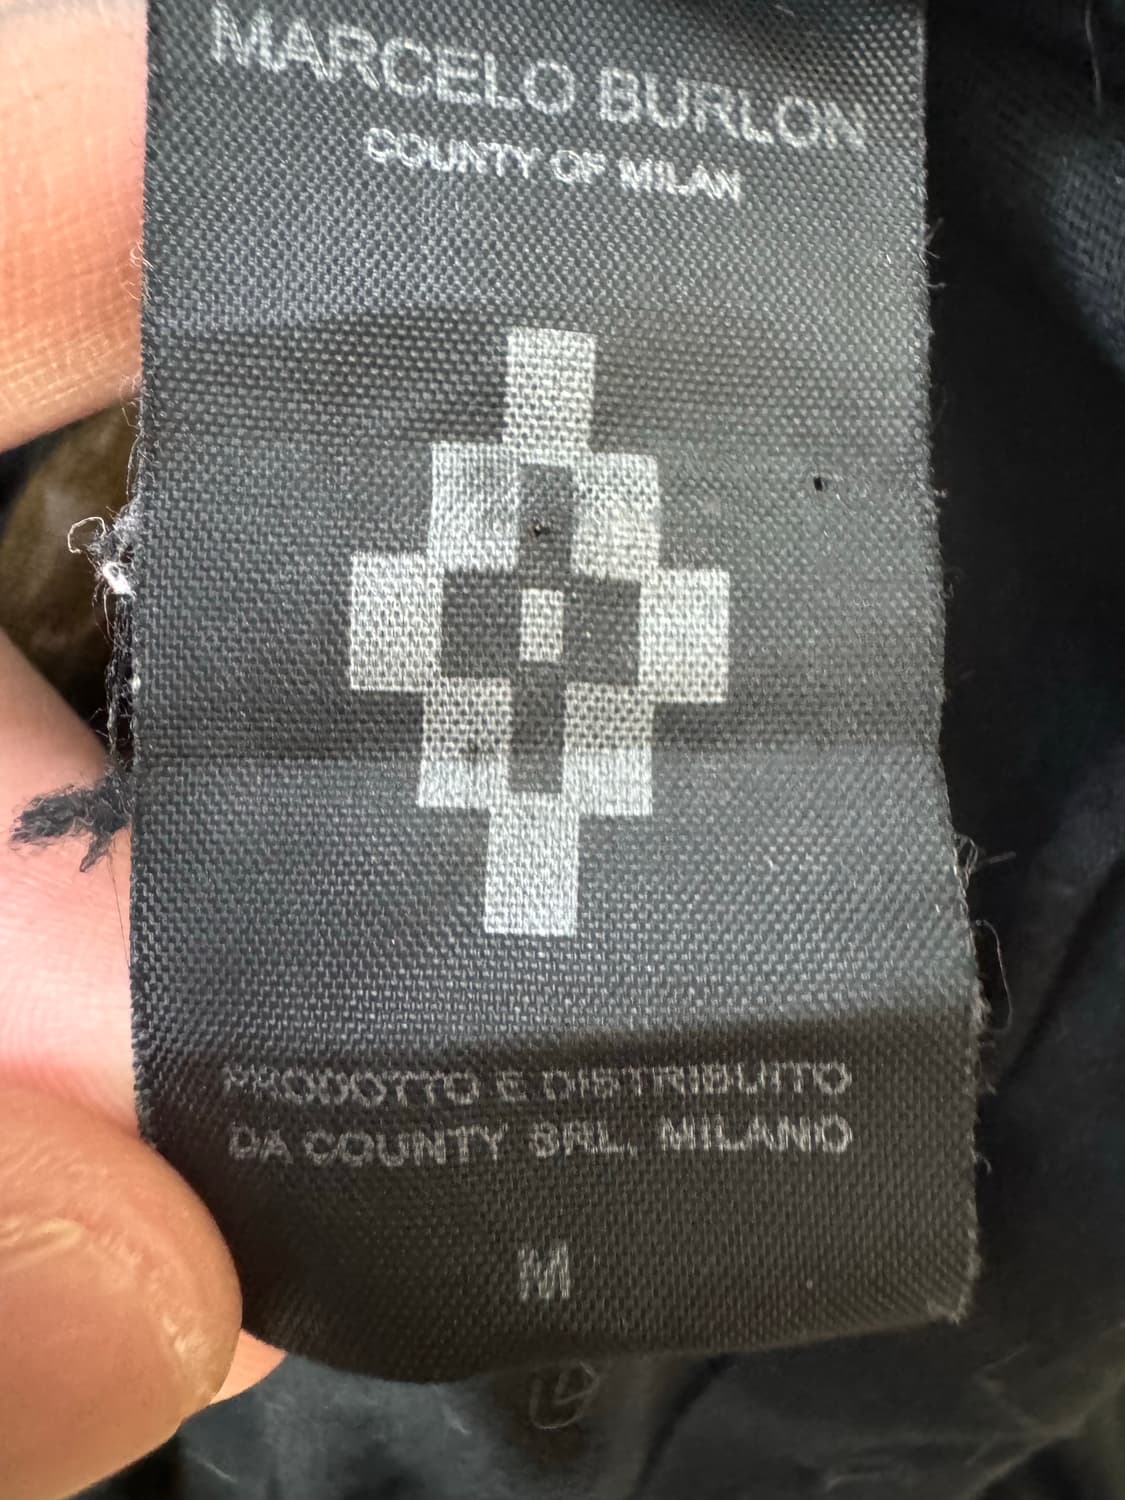 MARCELO BURLON
COUNTY OF MILAN
PRODOTTO E DISTRIBUITO
DA COUNTY SRL, MILANO
M